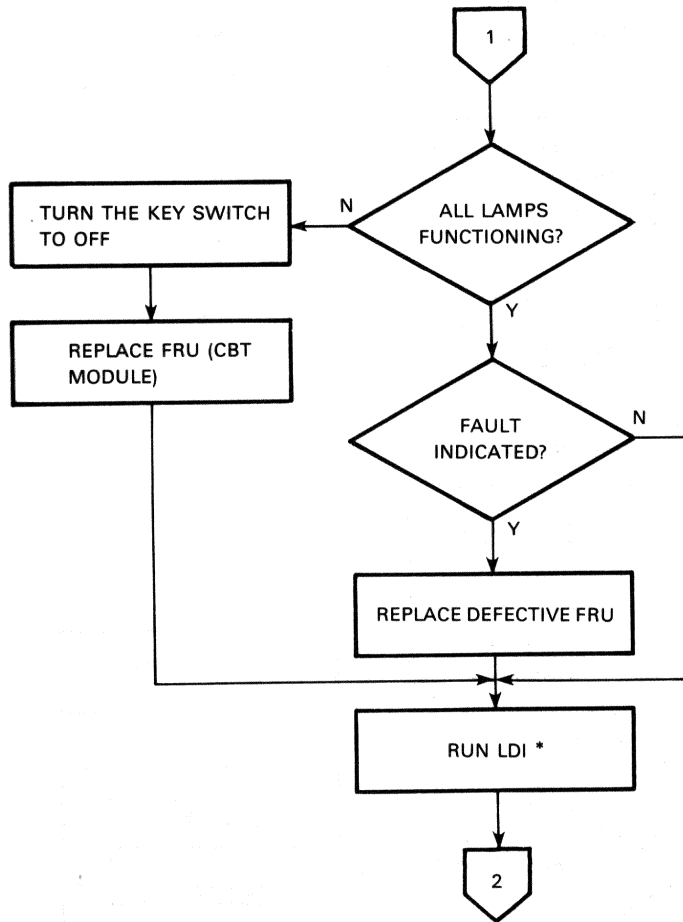 1
ALL LAMPS
FUNCTIONING?
N
Y
TURN THE KEY SWITCH
TO OFF
REPLACE FRU (CBT
MODULE)
FAULT
INDICATED?
N
Y
REPLACE DEFECTIVE FRU
RUN LDI *
2